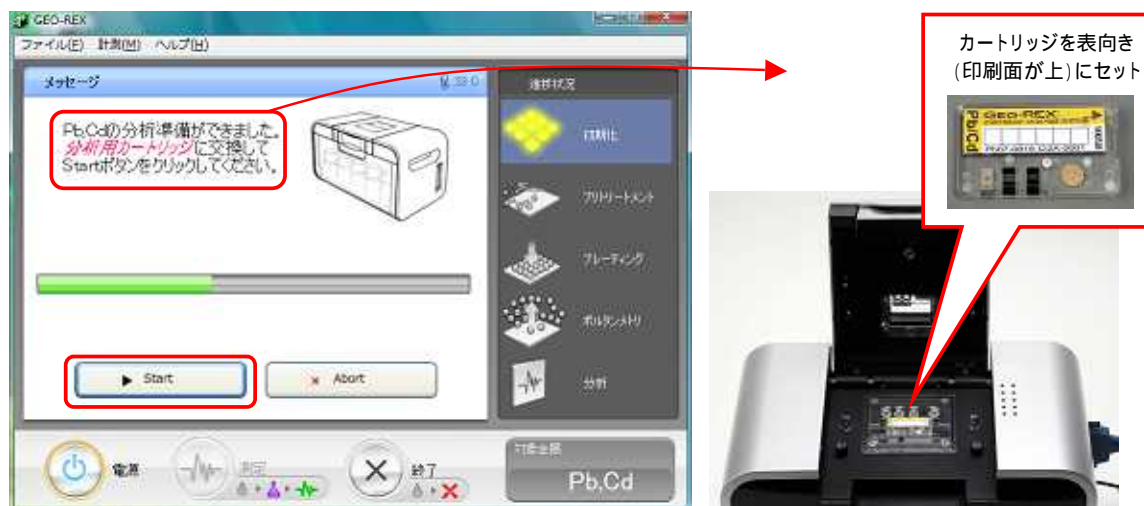 GEO-REX
ファイル(E) 計測(M) ヘルプ(H)
メッセージ
Pb,Cdの分析準備ができました。
分析用カートリッジに交換して
Startボタンをクリックしてください。
Start
Abort
進捗状況
初期化
プリトリートメント
プレーティング
ボルタンメトリ
分析
電源
測定
終了
対象金属
Pb,Cd
カートリッジを表向き
(印刷面が上)にセット
Pb/Cd
GEO-REX